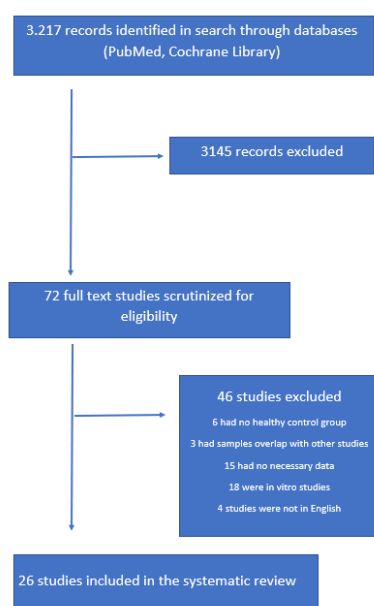 3.217 records identified in search through databases
(PubMed, Cochrane Library)
3145 records excluded
72 full text studies scrutinized for
eligibility
46 studies excluded
6 had no healthy control group
3 had samples overlap with other studies
15 had no necessary data
18 were in vitro studies
4 studies were not in English
26 studies included in the systematic review